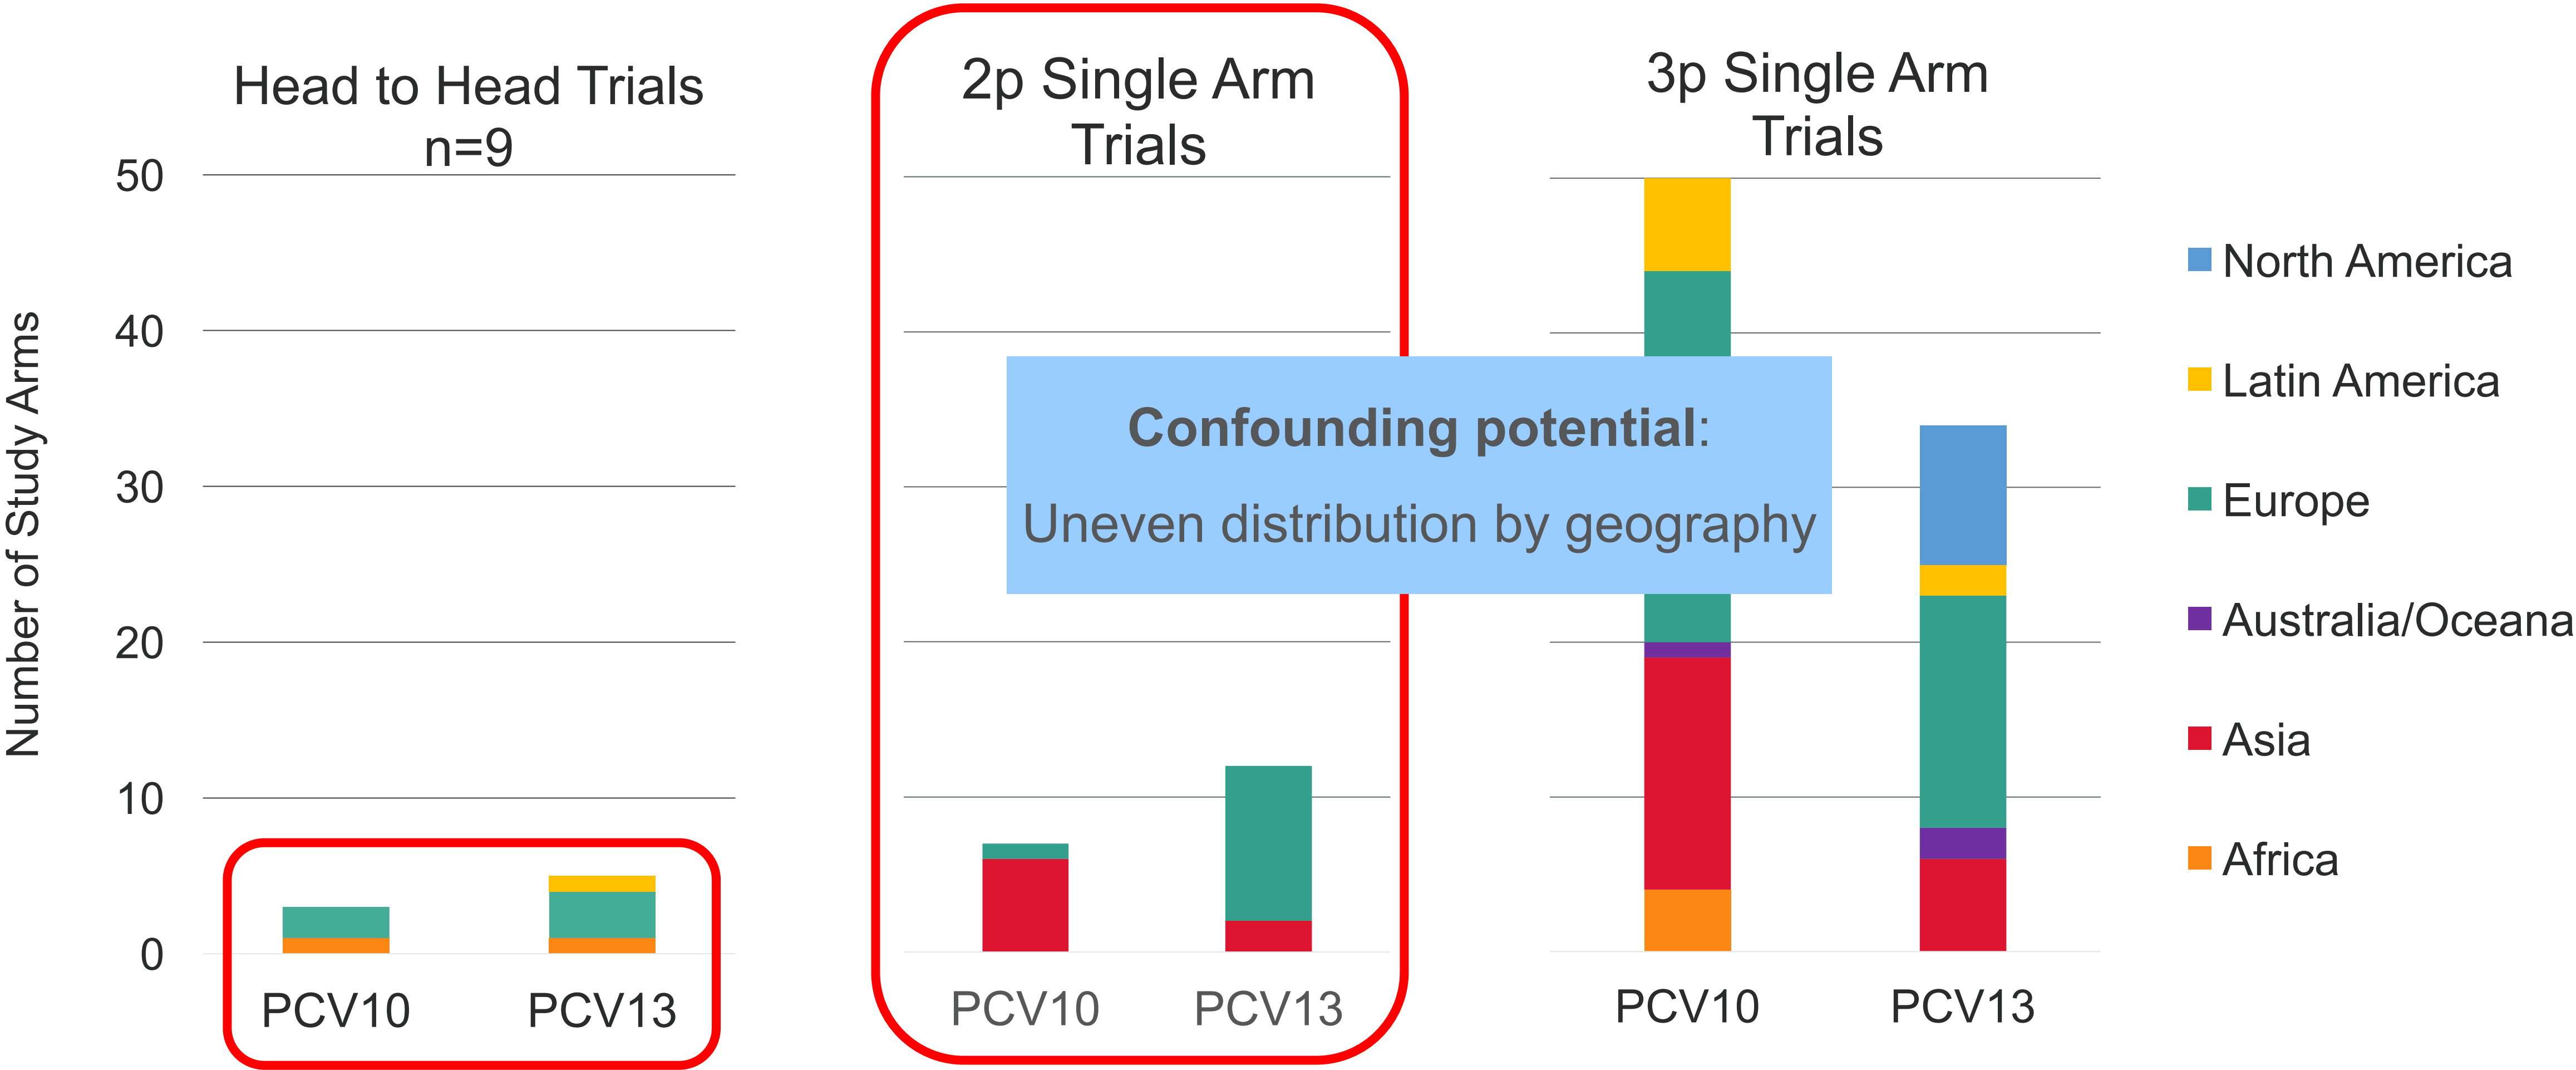 Head to Head Trials
n=9
2p Single Arm
Trials
3p Single Arm
Trials
Number of Study Arms
50
40
30
20
10
0
Confounding potential:
Uneven distribution by geography
PCV10
PCV13
PCV10
PCV13
PCV10
PCV13
North America
Latin America
Europe
Australia/Oceana
Asia
Africa